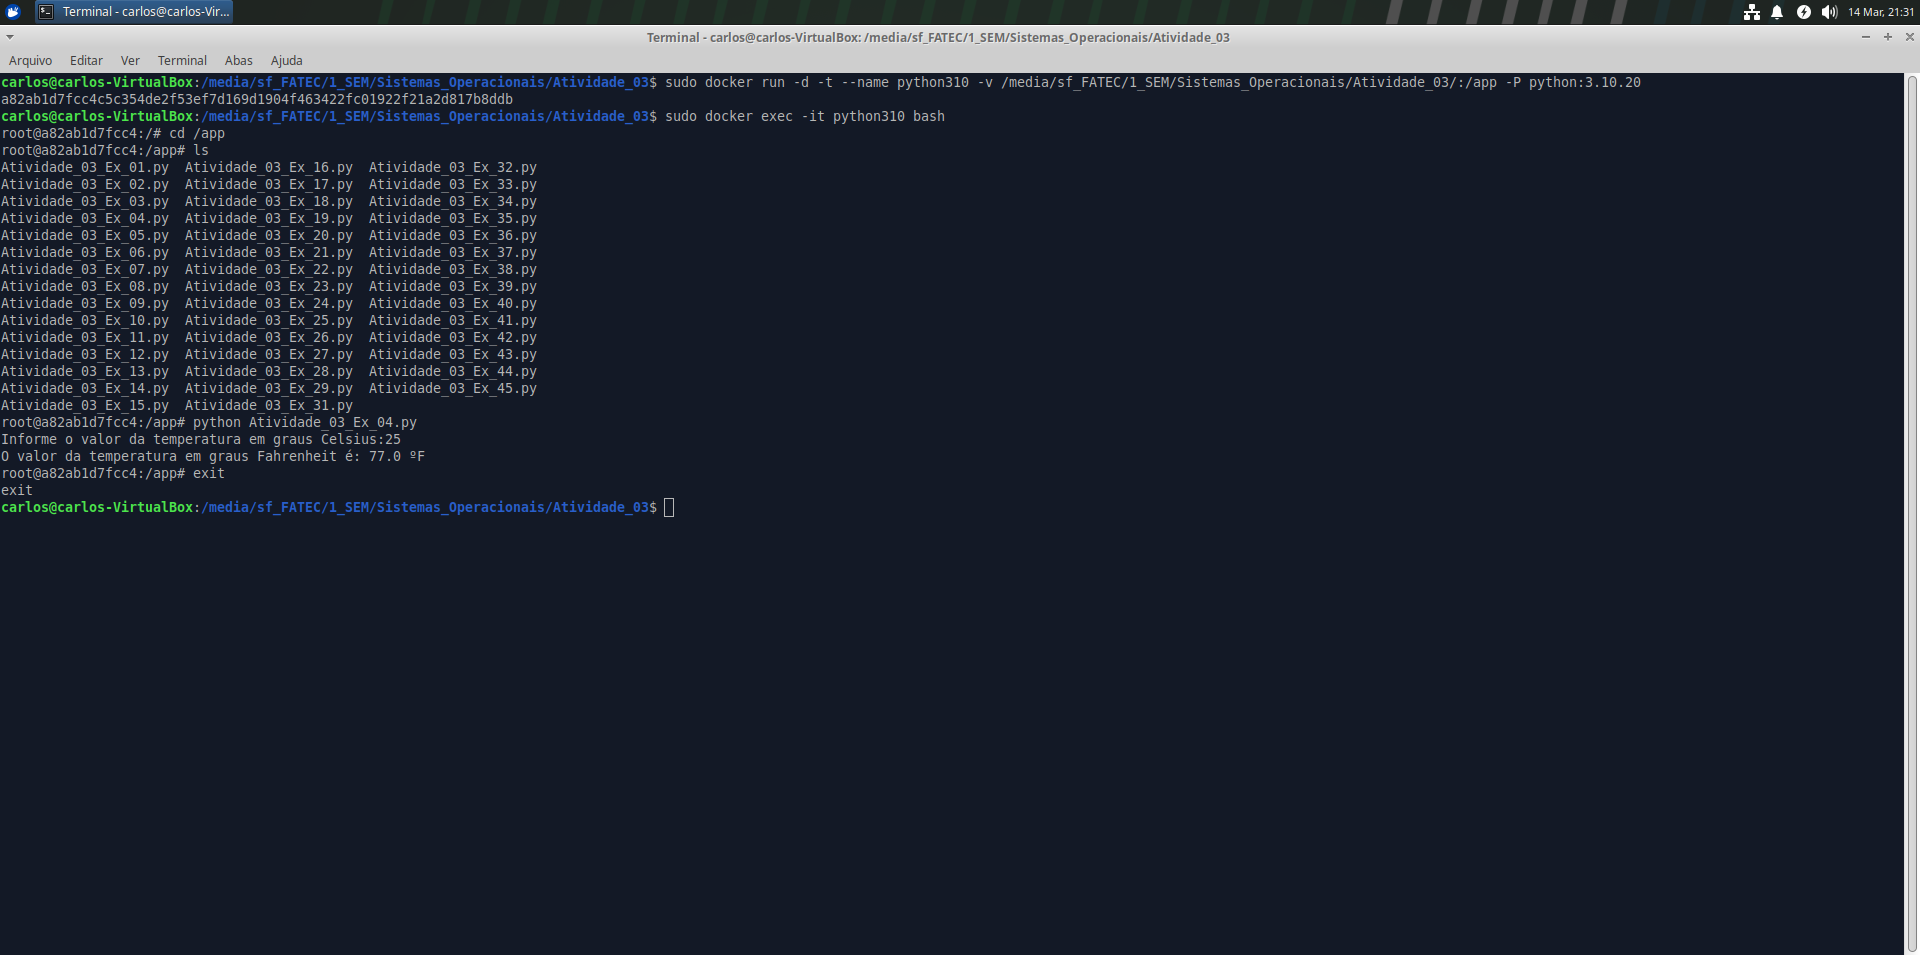 Terminal - carlos@carlos-Vir...
14 Mar, 21:31
Terminal - carlos@carlos-VirtualBox: /media/sf_FATEC/1_SEM/Sistemas_Operacionais/Atividade_03
Arquivo Editar Ver Terminal Abas Ajuda
carlos@carlos-VirtualBox:/media/sf_FATEC/1_SEM/Sistemas_Operacionais/Atividade_03$ sudo docker run -d -t --name python310 -v /media/sf_FATEC/1_SEM/Sistemas_Operacionais/Atividade_03/:/app -P python:3.10.20
a82ab1d7fcc4c5c354de2f53ef7d169d1904f463422fc01922f21a2d817b8ddb
carlos@carlos-VirtualBox:/media/sf_FATEC/1_SEM/Sistemas_Operacionais/Atividade_03$ sudo docker exec -it python310 bash
root@a82ab1d7fcc4:/# cd /app
root@a82ab1d7fcc4:/app# ls
Atividade_03_Ex_01.py  Atividade_03_Ex_16.py  Atividade_03_Ex_32.py
Atividade_03_Ex_02.py  Atividade_03_Ex_17.py  Atividade_03_Ex_33.py
Atividade_03_Ex_03.py  Atividade_03_Ex_18.py  Atividade_03_Ex_34.py
Atividade_03_Ex_04.py  Atividade_03_Ex_19.py  Atividade_03_Ex_35.py
Atividade_03_Ex_05.py  Atividade_03_Ex_20.py  Atividade_03_Ex_36.py
Atividade_03_Ex_06.py  Atividade_03_Ex_21.py  Atividade_03_Ex_37.py
Atividade_03_Ex_07.py  Atividade_03_Ex_22.py  Atividade_03_Ex_38.py
Atividade_03_Ex_08.py  Atividade_03_Ex_23.py  Atividade_03_Ex_39.py
Atividade_03_Ex_09.py  Atividade_03_Ex_24.py  Atividade_03_Ex_40.py
Atividade_03_Ex_10.py  Atividade_03_Ex_25.py  Atividade_03_Ex_41.py
Atividade_03_Ex_11.py  Atividade_03_Ex_26.py  Atividade_03_Ex_42.py
Atividade_03_Ex_12.py  Atividade_03_Ex_27.py  Atividade_03_Ex_43.py
Atividade_03_Ex_13.py  Atividade_03_Ex_28.py  Atividade_03_Ex_44.py
Atividade_03_Ex_14.py  Atividade_03_Ex_29.py  Atividade_03_Ex_45.py
Atividade_03_Ex_15.py  Atividade_03_Ex_31.py
root@a82ab1d7fcc4:/app# python Atividade_03_Ex_04.py
Informe o valor da temperatura em graus Celsius:25
O valor da temperatura em graus Fahrenheit é: 77.0 ºF
root@a82ab1d7fcc4:/app# exit
exit
carlos@carlos-VirtualBox:/media/sf_FATEC/1_SEM/Sistemas_Operacionais/Atividade_03$